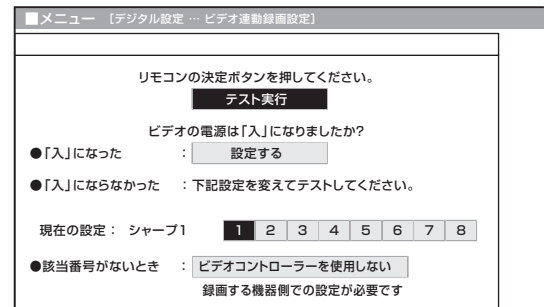 ■メニュー [デジタル設定 … ビデオ連動録画設定]
リモコンの決定ボタンを押してください。
テスト実行
ビデオの電源は「入」になりましたか?
●「入」になった : 設定する
●「入」にならなかった : 下記設定を変えてテストしてください。
現在の設定 : シャープ1 1 2 3 4 5 6 7 8
●該当番号がないとき : ビデオコントローラーを使用しない
録画する機器側での設定が必要です